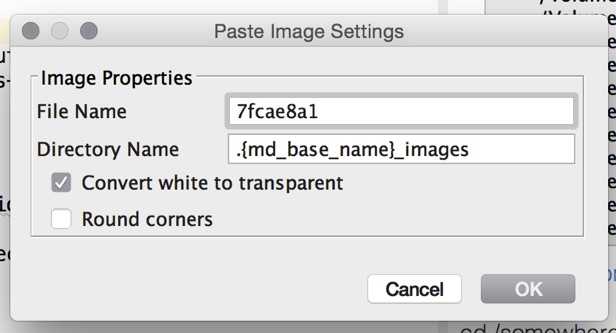 /Volume
Paste Image Settings
Image Properties
File Name
7fcae8a1
Directory Name
.{md_base_name}_images
Convert white to transparent
Round corners
Cancel
OK